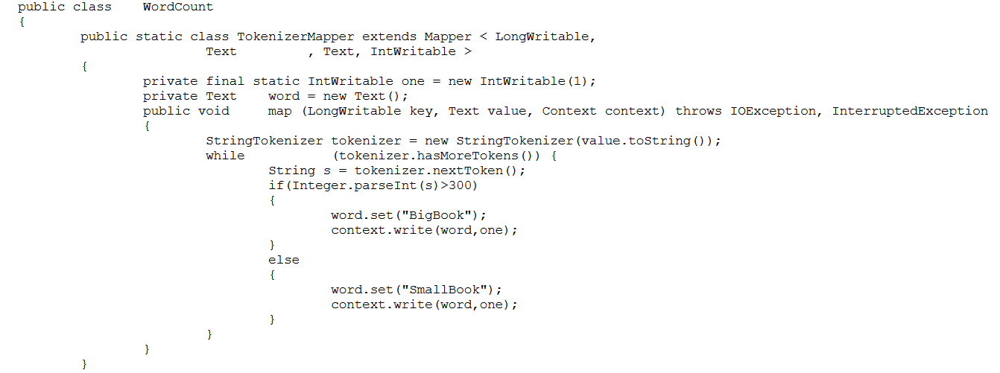 public class WordCount
{
public static class TokenizerMapper extends Mapper < LongWritable,
Text , Text, IntWritable >
{
private final static IntWritable one = new IntWritable(1);
private Text word = new Text();
public void map (LongWritable key, Text value, Context context) throws IOException, InterruptedException
{
StringTokenizer tokenizer = new StringTokenizer(value.toString());
while (tokenizer.hasMoreTokens()) {
String s = tokenizer.nextToken();
if(Integer.parseInt(s)>300)
{
word.set("BigBook");
context.write(word,one);
}
else
{
word.set("SmallBook");
context.write(word,one);
}
}
}
}